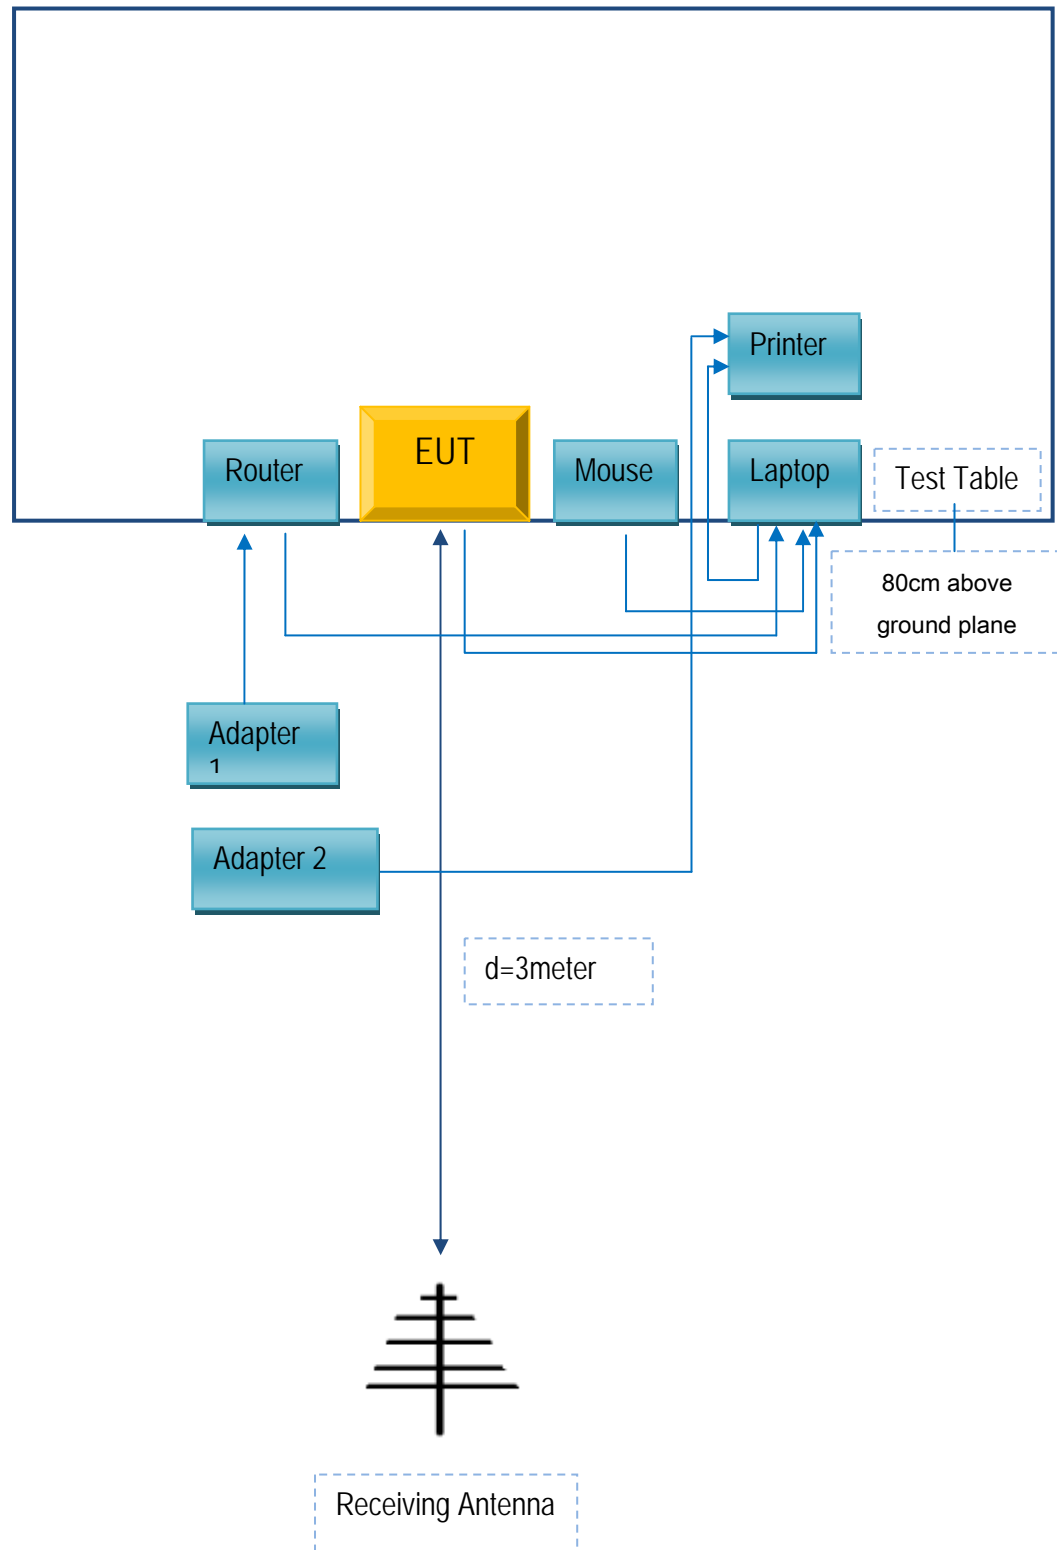 Printer
Router
EUT
Mouse
Laptop
Test Table
80cm above
ground plane
Adapter
1
Adapter 2
d=3meter
Receiving Antenna